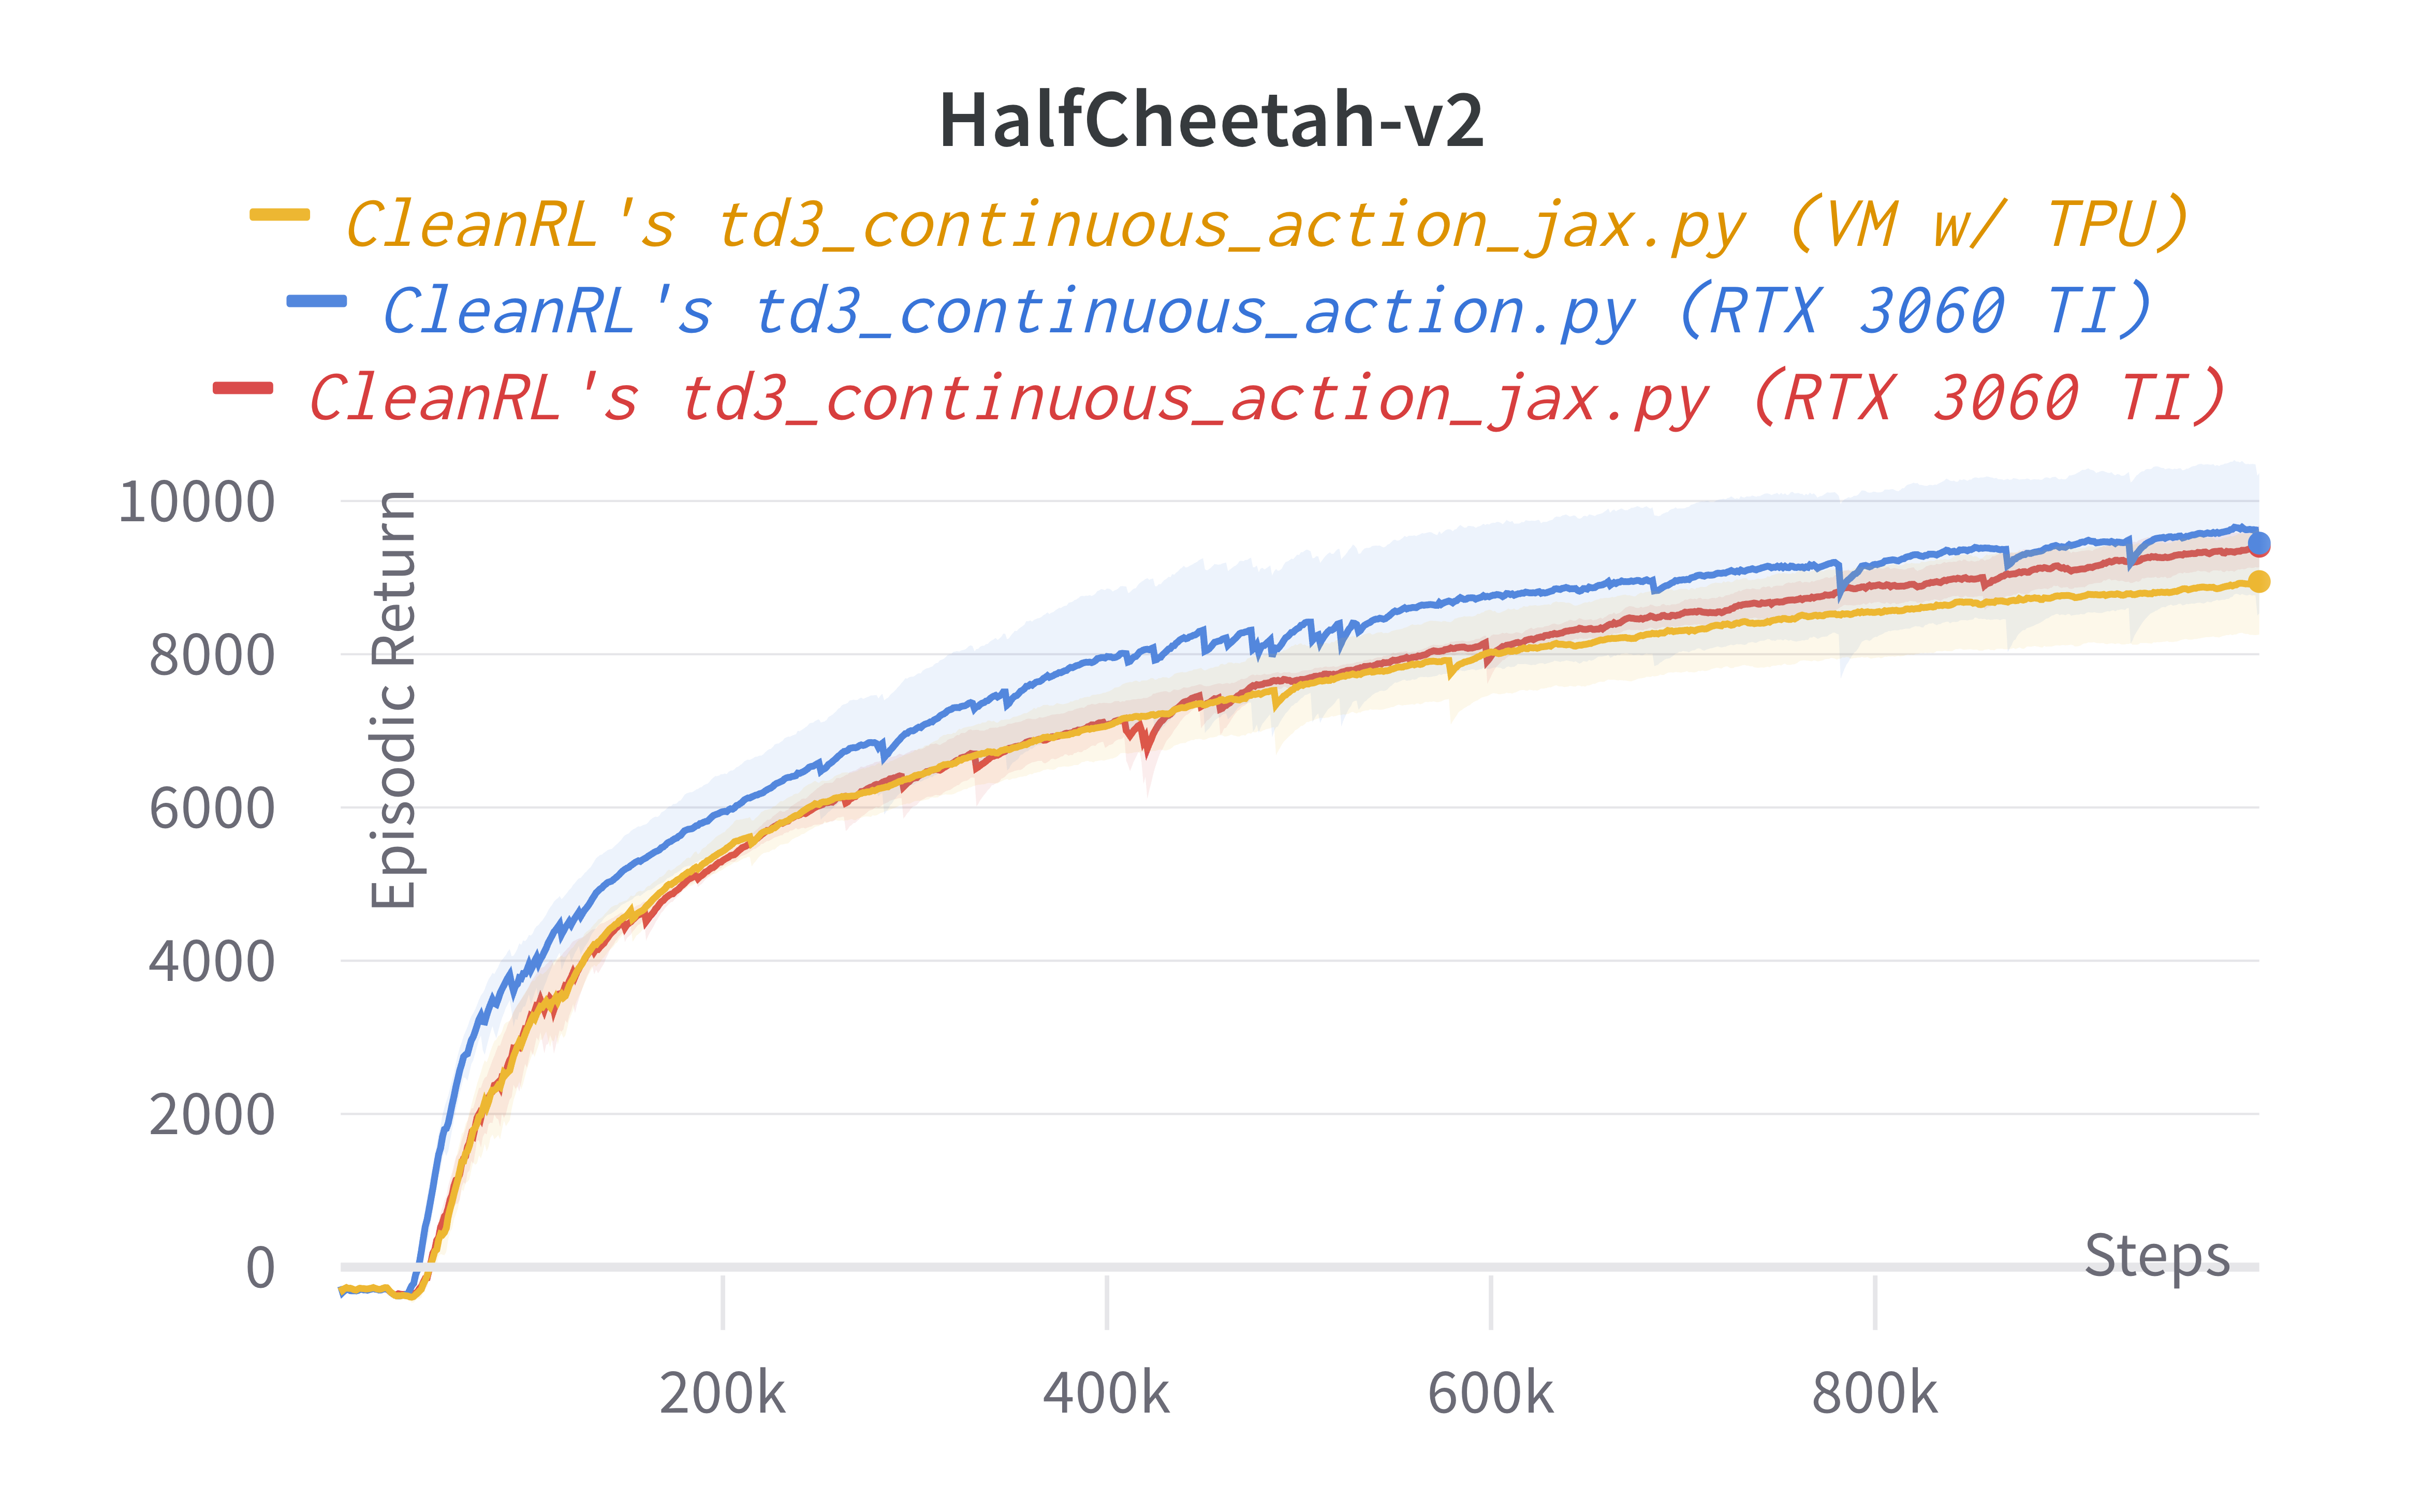 HalfCheetah-v2
CleanRL's td3_continuous_action_jax.py (VM w/ TPU)
CleanRL's td3_continuous_action.py (RTX 3060 TI)
CleanRL's td3_continuous_action_jax.py (RTX 3060 TI)
Episodic Return
10000
8000
6000
4000
2000
0
Steps
200k
400k
600k
800k